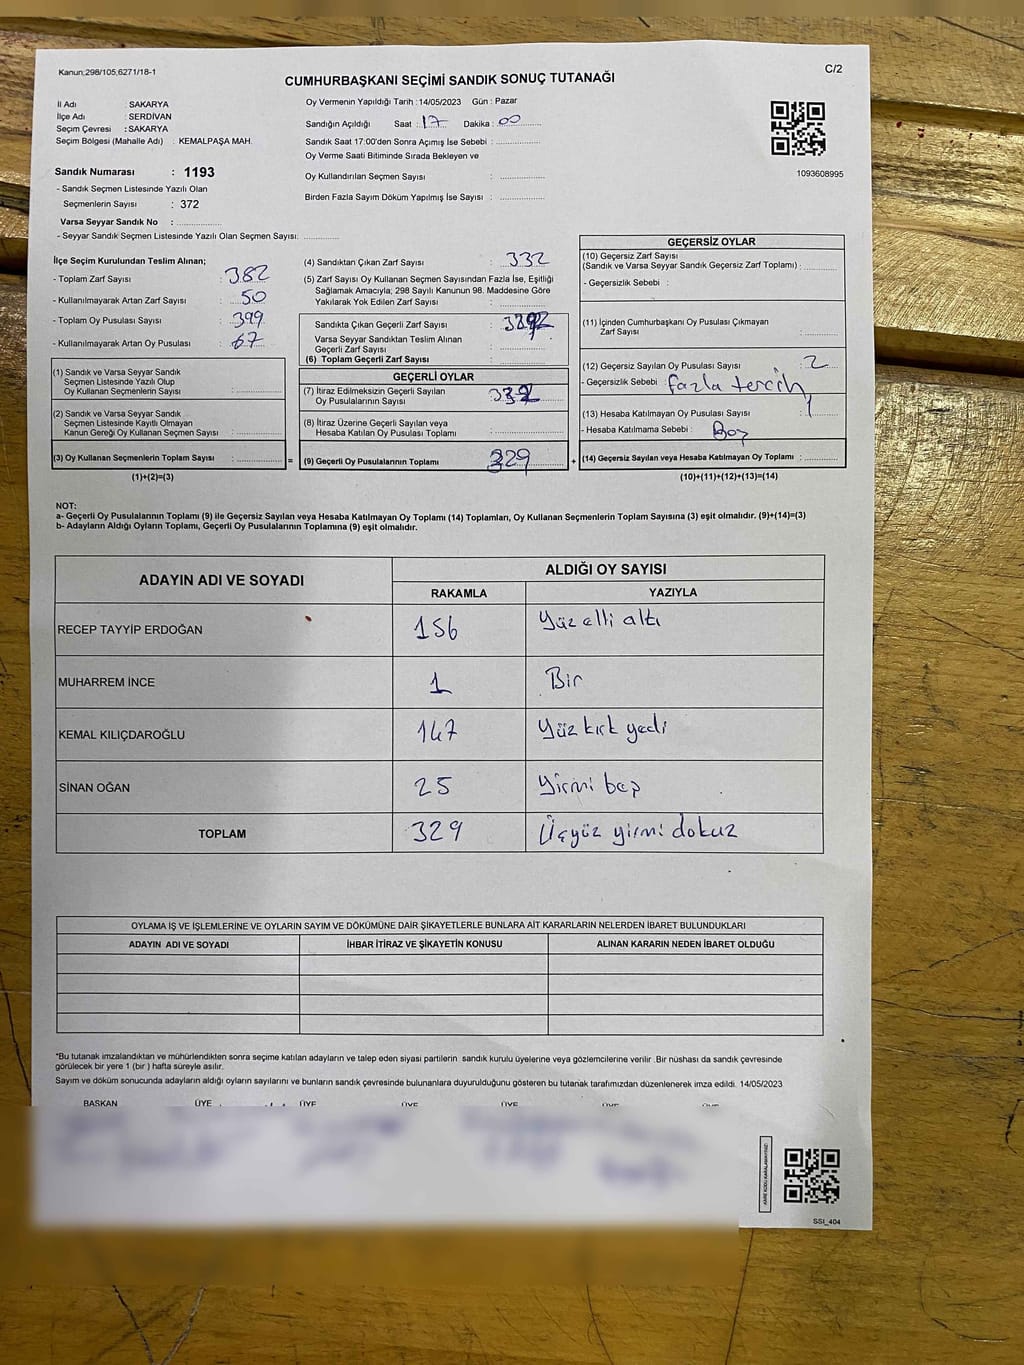 Kanun;298/105;6271/18-1
C/2
CUMHURBAŞKANI SEÇİMİ SANDIK SONUÇ TUTANAĞI
İl Adı : SAKARYA
İlçe Adı : SERDİVAN
Seçim Çevresi : SAKARYA
Seçim Bölgesi (Mahalle Adı) : KEMALPAŞA MAH.
Sandık Numarası : 1193
- Sandık Seçmen Listesinde Yazılı Olan
Seçmenlerin Sayısı : 372
Varsa Seyyar Sandık No : ................
- Seyyar Sandık Seçmen Listesinde Yazılı Olan Seçmen Sayısı: ............
Oy Vermenin Yapıldığı Tarih : 14/05/2023 Gün : Pazar
Sandığın Açıldığı Saat : 17 Dakika : 00
Sandık Saat 17:00'den Sonra Açımış İse Sebebi : ................
Oy Verme Saati Bitiminde Sırada Bekleyen ve
Oy Kullandırılan Seçmen Sayısı : ................
Birden Fazla Sayım Döküm Yapılmış İse Sayısı : ................
1093608995
İlçe Seçim Kurulundan Teslim Alınan;
- Toplam Zarf Sayısı : 382
- Kullanılmayarak Artan Zarf Sayısı : 50
- Toplam Oy Pusulası Sayısı : 399
- Kullanılmayarak Artan Oy Pusulası : 67
(1) Sandık ve Varsa Seyyar Sandık
Seçmen Listesinde Yazılı Olup
Oy Kullanan Seçmenlerin Sayısı : ................
(2) Sandık ve Varsa Seyyar Sandık
Seçmen Listesinde Kayıtlı Olmayan
Kanun Gereği Oy Kullanan Seçmen Sayısı : ................
(3) Oy Kullanan Seçmenlerin Toplam Sayısı : ................ =
(1)+(2)=(3)
(4) Sandıktan Çıkan Zarf Sayısı : 332
(5) Zarf Sayısı Oy Kullanan Seçmen Sayısından Fazla İse, Eşitliği
Sağlamak Amacıyla; 298 Sayılı Kanunun 98. Maddesine Göre
Yakılarak Yok Edilen Zarf Sayısı : ................
Sandıkta Çıkan Geçerli Zarf Sayısı :
Varsa Seyyar Sandıktan Teslim Alınan
Geçerli Zarf Sayısı : ................
(6) Toplam Geçerli Zarf Sayısı : ................
GEÇERLİ OYLAR
(7) İtiraz Edilmeksizin Geçerli Sayılan
Oy Pusulalarının Sayısı :
(8) İtiraz Üzerine Geçerli Sayılan veya
Hesaba Katılan Oy Pusulası Toplamı : ................
(9) Geçerli Oy Pusulalarının Toplamı : 329 +
GEÇERSİZ OYLAR
(10) Geçersiz Zarf Sayısı
(Sandık ve Varsa Seyyar Sandık Geçersiz Zarf Toplamı) : ............
- Geçersizlik Sebebi :
(11) İçinden Cumhurbaşkanı Oy Pusulası Çıkmayan
Zarf Sayısı : ............
(12) Geçersiz Sayılan Oy Pusulası Sayısı : 2
- Geçersizlik Sebebi : fazla tercih
(13) Hesaba Katılmayan Oy Pusulası Sayısı : 1
- Hesaba Katılmama Sebebi : Boş
(14) Geçersiz Sayılan veya Hesaba Katılmayan Oy Toplamı : ............
(10)+(11)+(12)+(13)=(14)
NOT:
a- Geçerli Oy Pusulalarının Toplamı (9) ile Geçersiz Sayılan veya Hesaba Katılmayan Oy Toplamı (14) Toplamları, Oy Kullanan Seçmenlerin Toplam Sayısına (3) eşit olmalıdır. (9)+(14)=(3)
b- Adayların Aldığı Oyların Toplamı, Geçerli Oy Pusulalarının Toplamına (9) eşit olmalıdır.
ADAYIN ADI VE SOYADI
ALDIĞI OY SAYISI
RAKAMLA YAZIYLA
RECEP TAYYİP ERDOĞAN 156 Yüz elli altı
MUHARREM İNCE 1 Bir
KEMAL KILIÇDAROĞLU 147 Yüz kırk yedi
SİNAN OĞAN 25 Yirmi beş
TOPLAM 329 Üçyüz yirmi dokuz
OYLAMA İŞ VE İŞLEMLERİNE VE OYLARIN SAYIM VE DÖKÜMÜNE DAİR ŞİKAYETLERLE BUNLARA AİT KARARLARIN NELERDEN İBARET BULUNDUKLARI
ADAYIN ADI VE SOYADI İHBAR İTİRAZ VE ŞİKAYETİN KONUSU ALINAN KARARIN NEDEN İBARET OLDUĞU
*Bu tutanak imzalandıktan ve mühürlendikten sonra seçime katılan adayların ve talep eden siyasi partilerin sandık kurulu üyelerine veya gözlemcilerine verilir .Bir nüshası da sandık çevresinde
görülecek bir yere 1 (bir ) hafta süreyle asılır.
Sayım ve döküm sonucunda adayların aldığı oyların sayılarını ve bunların sandık çevresinde bulunanlara duyurulduğunu gösteren bu tutanak tarafımızdan düzenlenerek imza edildi. 14/05/2023
BAŞKAN ÜYE ÜYE ÜYE ÜYE ÜYE ÜYE
KARE KODU KARALAMAYINIZ!
SSI_404